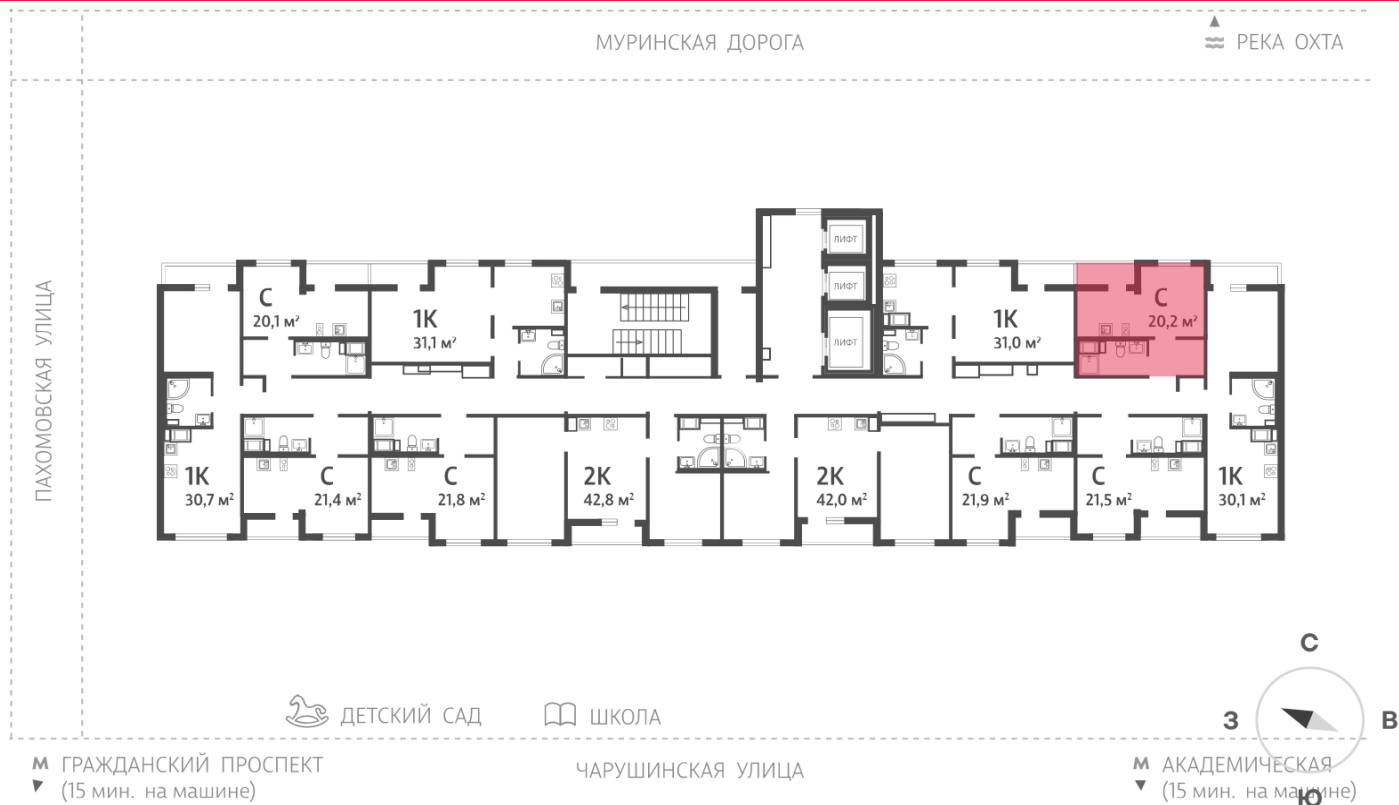 МУРИНСКАЯ ДОРОГА
РЕКА ОХТА
ПАХОМОВСКАЯ УЛИЦА
ЛИФТ
ЛИФТ
ЛИФТ
С
20,1 м²
1К
31,1 м²
1К
31,0 м²
С
20,2 м²
1К
30,7 м²
С
21,4 м²
С
21,8 м²
2К
42,8 м²
2К
42,0 м²
С
21,9 м²
С
21,5 м²
1К
30,1 м²
С
З
В
Ю
ДЕТСКИЙ САД
ШКОЛА
М ГРАЖДАНСКИЙ ПРОСПЕКТ
(15 мин. на машине)
ЧАРУШИНСКАЯ УЛИЦА
М АКАДЕМИЧЕСКАЯ
(15 мин. на машине)